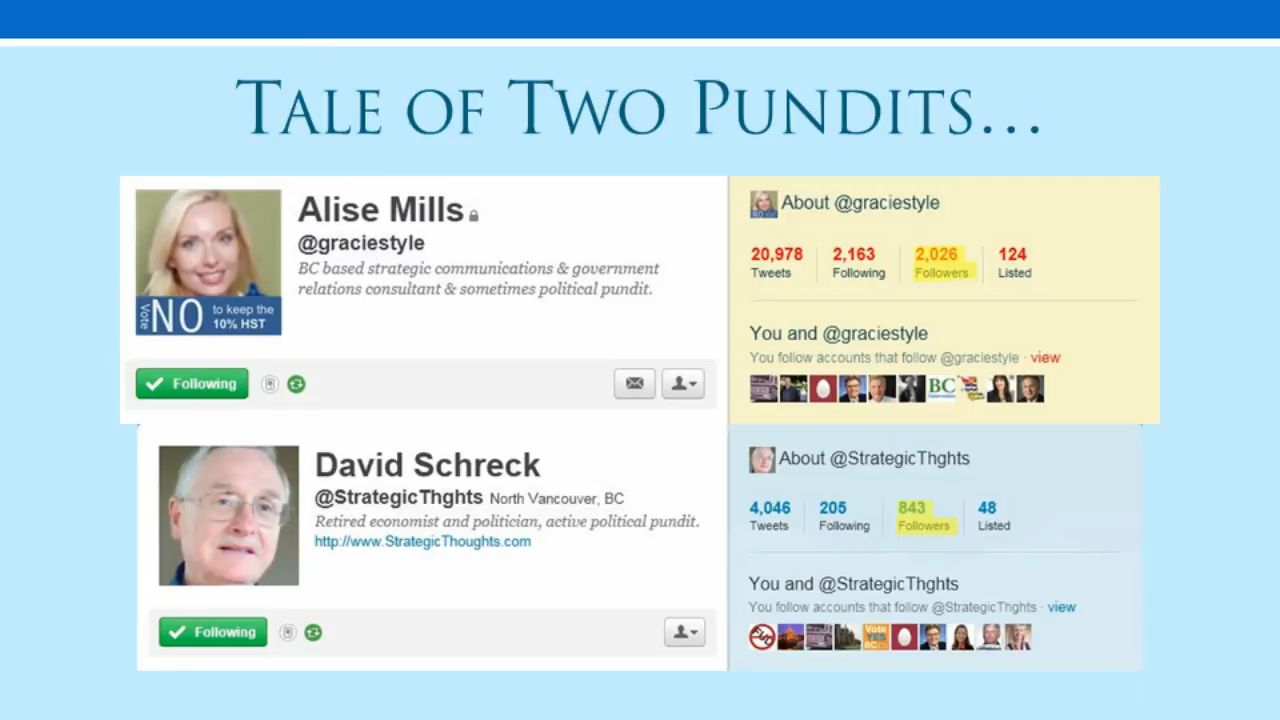 TALE OF TWO PUNDITS...
Alise Mills
@graciestyle
BC based strategic communications & government
relations consultant & sometimes political pundit.
Vote NO to keep the
10% HST
Following
About @graciestyle
20,978 2,163 2,026 124
Tweets Following Followers Listed
You and @graciestyle
You follow accounts that follow @graciestyle · view
BC
David Schreck
@StrategicThghts North Vancouver, BC
Retired economist and politician, active political pundit.
http://www.StrategicThoughts.com
Following
About @StrategicThghts
4,046 205 843 48
Tweets Following Followers Listed
You and @StrategicThghts
You follow accounts that follow @StrategicThghts · view
Vote
YES
BC